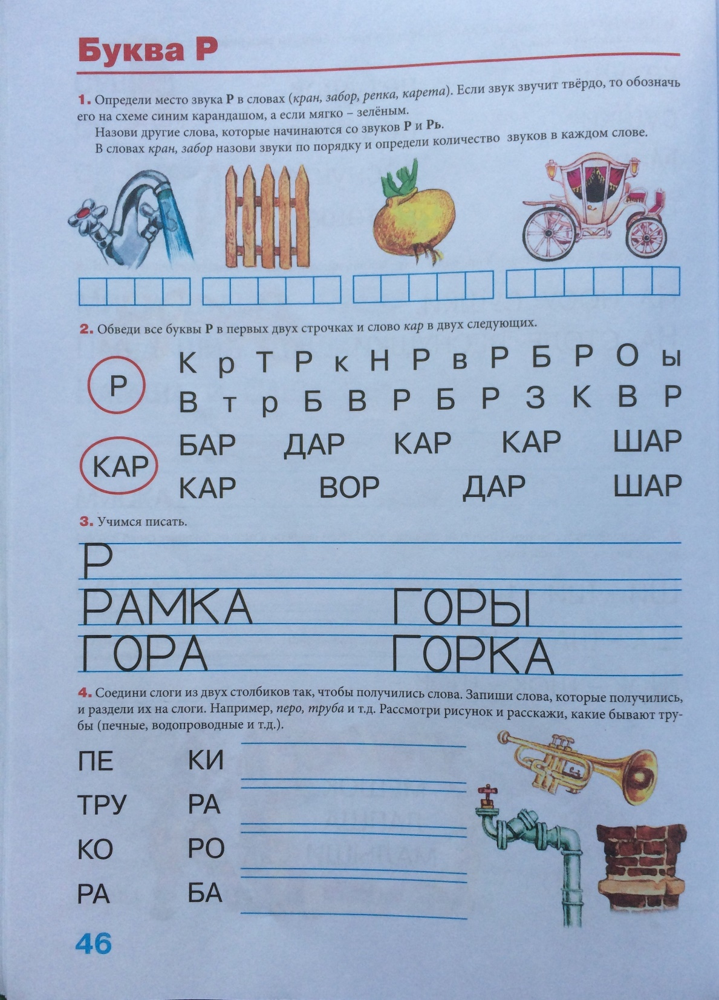 Буква Р
1. Определи место звука Р в словах (кран, забор, репка, карета). Если звук звучит твёрдо, то обозначь
его на схеме синим карандашом, а если мягко – зелёным.
Назови другие слова, которые начинаются со звуков Р и Рь.
В словах кран, забор назови звуки по порядку и определи количество звуков в каждом слове.
2. Обведи все буквы Р в первых двух строчках и слово кар в двух следующих.
Р
К р Т Р к Н Р в Р Б Р О ы
В т р Б В Р Б Р З К В Р
КАР
БАР ДАР КАР КАР ШАР
КАР ВОР ДАР ШАР
3. Учимся писать.
Р
РАМКА ГОРЫ
ГОРА ГОРКА
4. Соедини слоги из двух столбиков так, чтобы получились слова. Запиши слова, которые получились,
и раздели их на слоги. Например, перо, труба и т.д. Рассмотри рисунок и расскажи, какие бывают тру-
бы (печные, водопроводные и т.д.).
ПЕ КИ
ТРУ РА
КО РО
РА БА
46